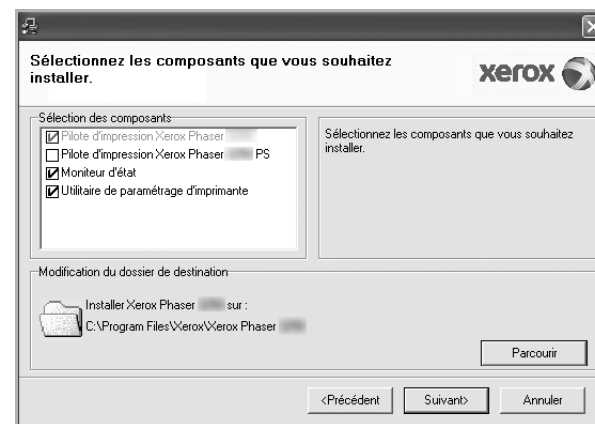 Sélectionnez les composants que vous souhaitez
installer.
xerox
Sélection des composants
Pilote d'impression Xerox Phaser
Pilote d'impression Xerox Phaser PS
Moniteur d'état
Utilitaire de paramétrage d'imprimante
Sélectionnez les composants que vous souhaitez
installer.
Modification du dossier de destination
Installer Xerox Phaser sur :
C:\Program Files\Xerox\Xerox Phaser
Parcourir
<Précédent
Suivant>
Annuler